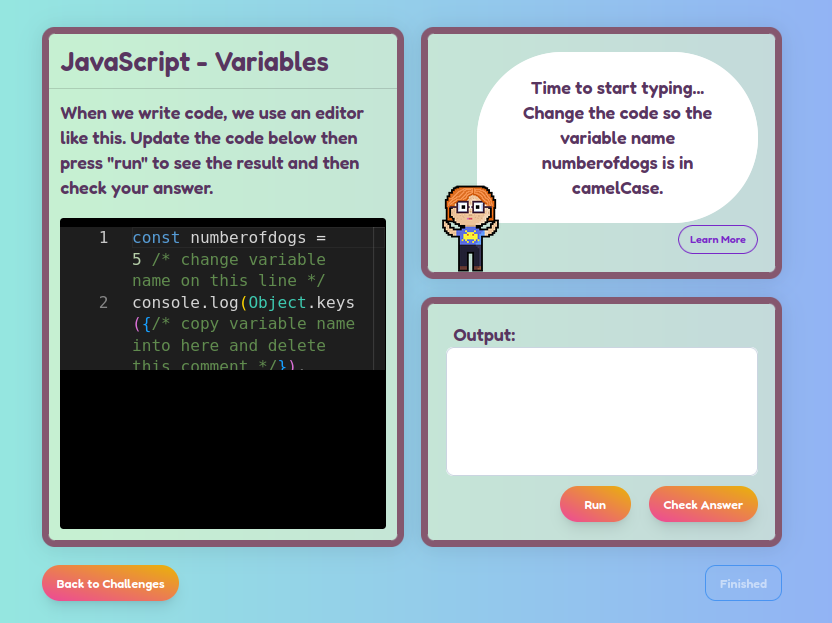 JavaScript - Variables
When we write code, we use an editor
like this. Update the code below then
press "run" to see the result and then
check your answer.
1 const numberofdogs =
5 /* change variable
name on this line */
2 console.log(Object.keys
({/* copy variable name
into here and delete
this comment */}).
Time to start typing...
Change the code so the
variable name
numberofdogs is in
camelCase.
Learn More
Output:
Run
Check Answer
Back to Challenges
Finished